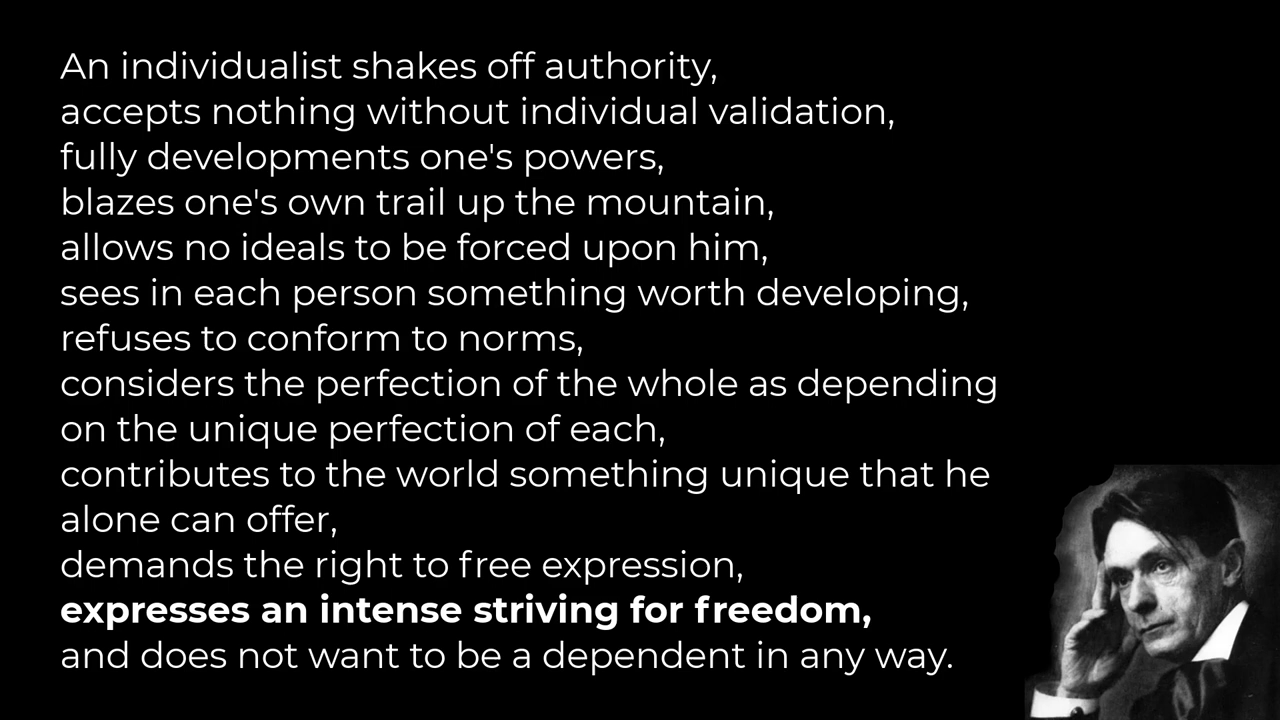 An individualist shakes off authority,
accepts nothing without individual validation,
fully developments one's powers,
blazes one's own trail up the mountain,
allows no ideals to be forced upon him,
sees in each person something worth developing,
refuses to conform to norms,
considers the perfection of the whole as depending
on the unique perfection of each,
contributes to the world something unique that he
alone can offer,
demands the right to free expression,
expresses an intense striving for freedom,
and does not want to be a dependent in any way.